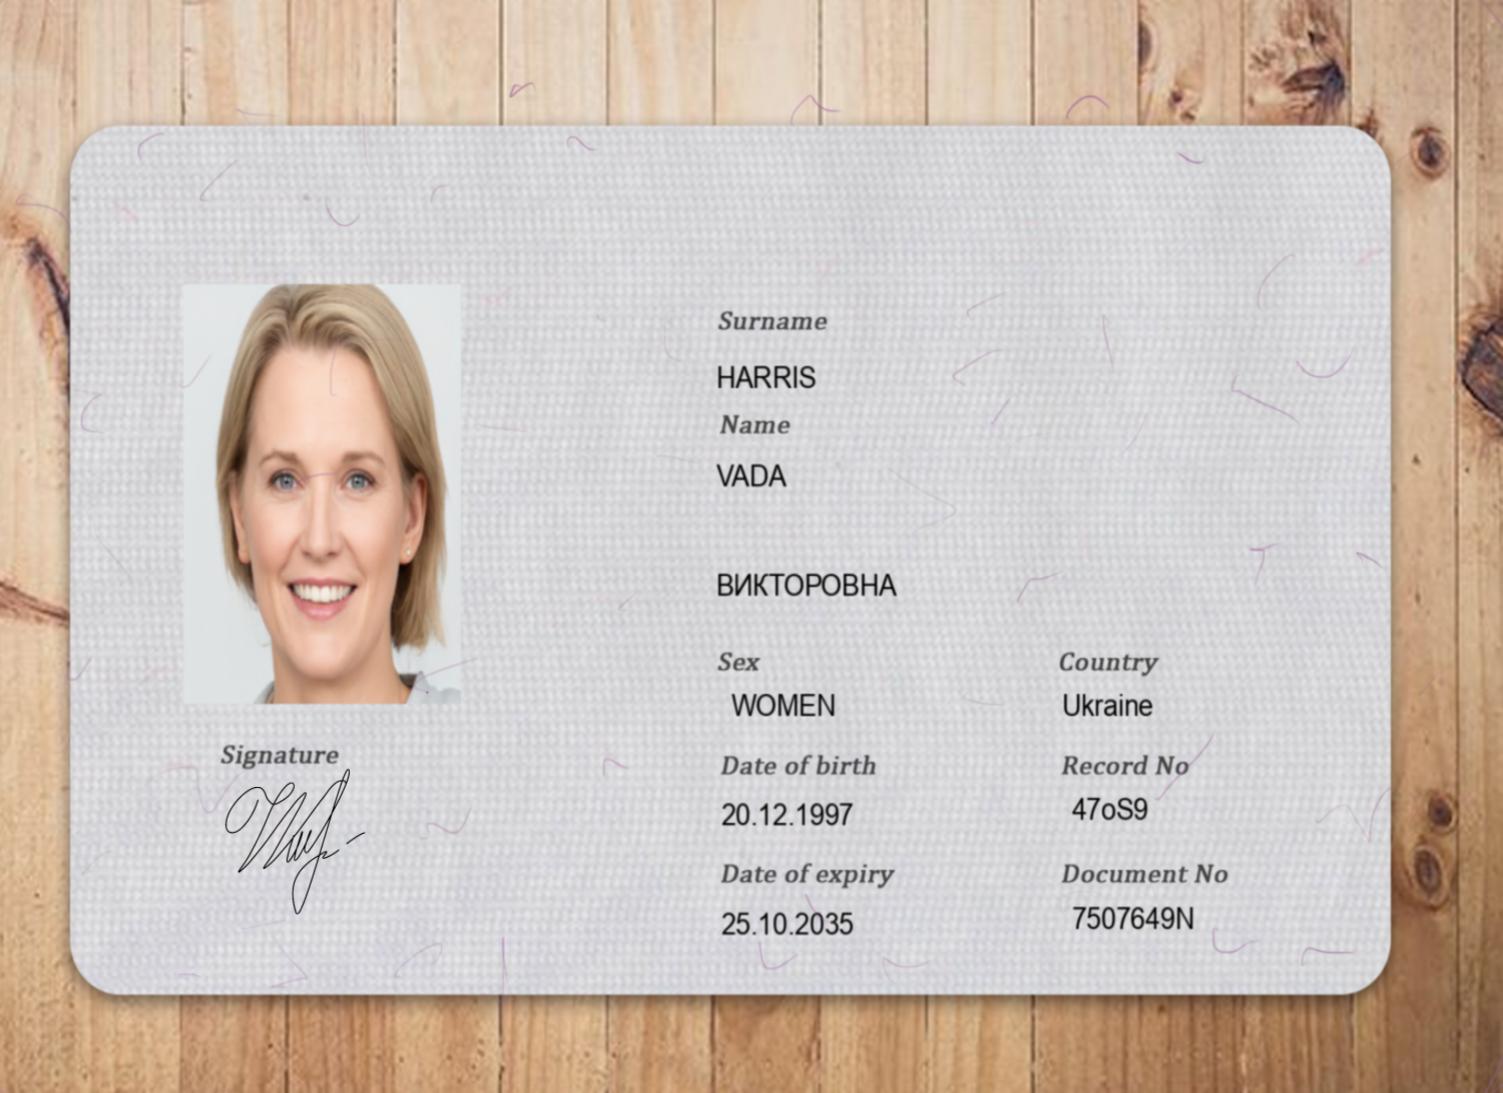 Surname
HARRIS
Name
VADA
ВИКТОРОВНА
Sex
Country
WOMEN
Ukraine
Date of birth
Record No
20.12.1997
47oS9
Date of expiry
Document No
25.10.2035
7507649N
Signature